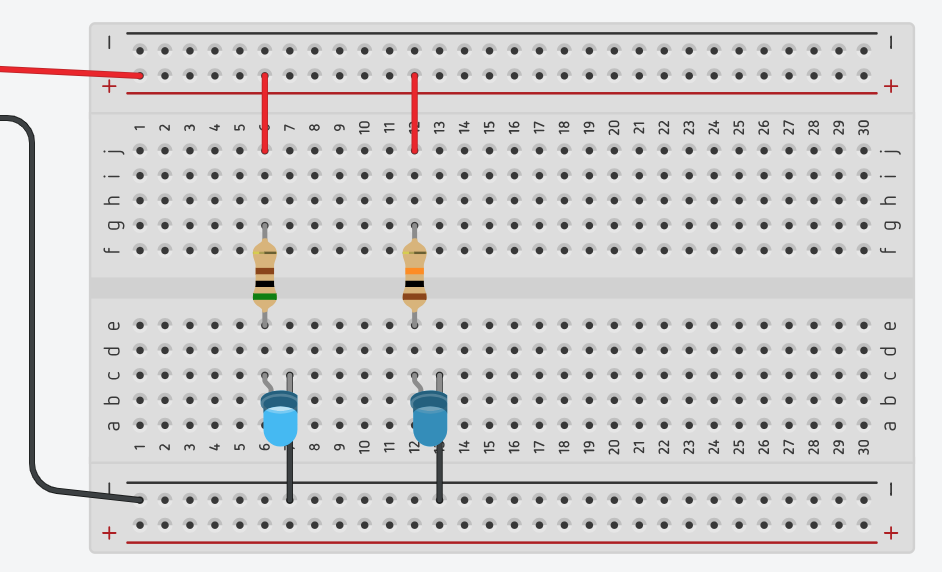 − −
+ +
1 2 3 4 5 6 7 8 9 10 11 12 13 14 15 16 17 18 19 20 21 22 23 24 25 26 27 28 29 30
j j
i i
h h
g g
f f
e e
d d
c c
b b
a a
1 2 3 4 5 6 7 8 9 10 11 12 13 14 15 16 17 18 19 20 21 22 23 24 25 26 27 28 29 30
− −
+ +